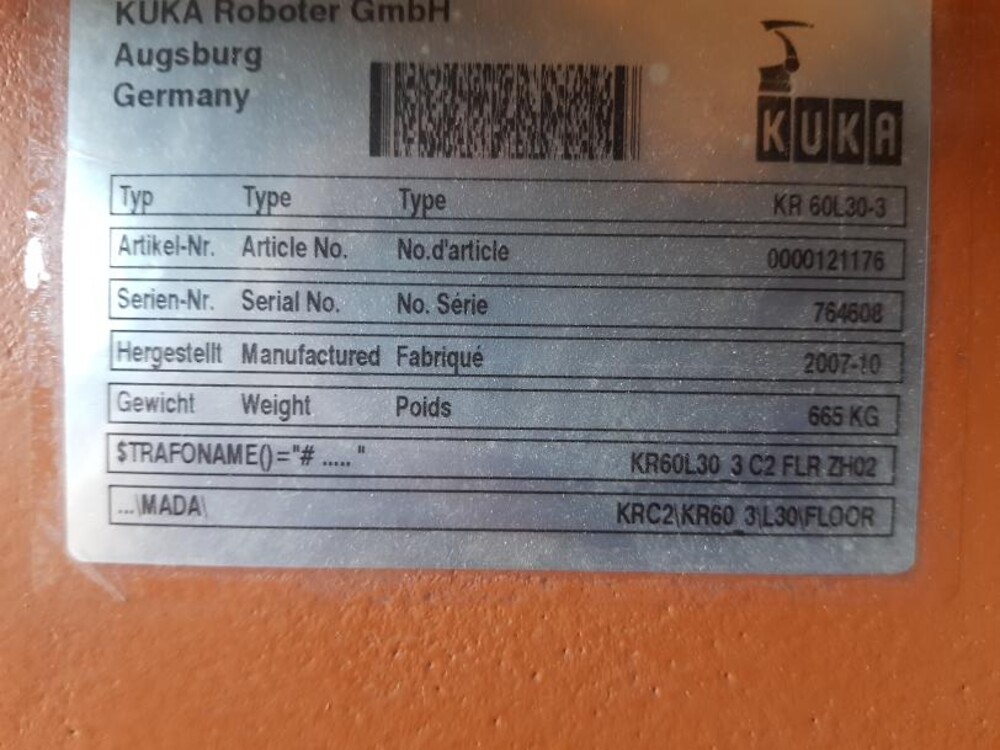 KUKA Roboter GmbH
Augsburg
Germany
KUKA
Typ Type Type KR 60L30-3
Artikel-Nr. Article No. No.d'article 0000121176
Serien-Nr. Serial No. No. Série 764608
Hergestellt Manufactured Fabriqué 2007-10
Gewicht Weight Poids 665 KG
$TRAFONAME()="# ..... " KR60L30_3 C2 FLR ZH02
...\MADA\ KRC2\KR60_3\L30\FLOOR